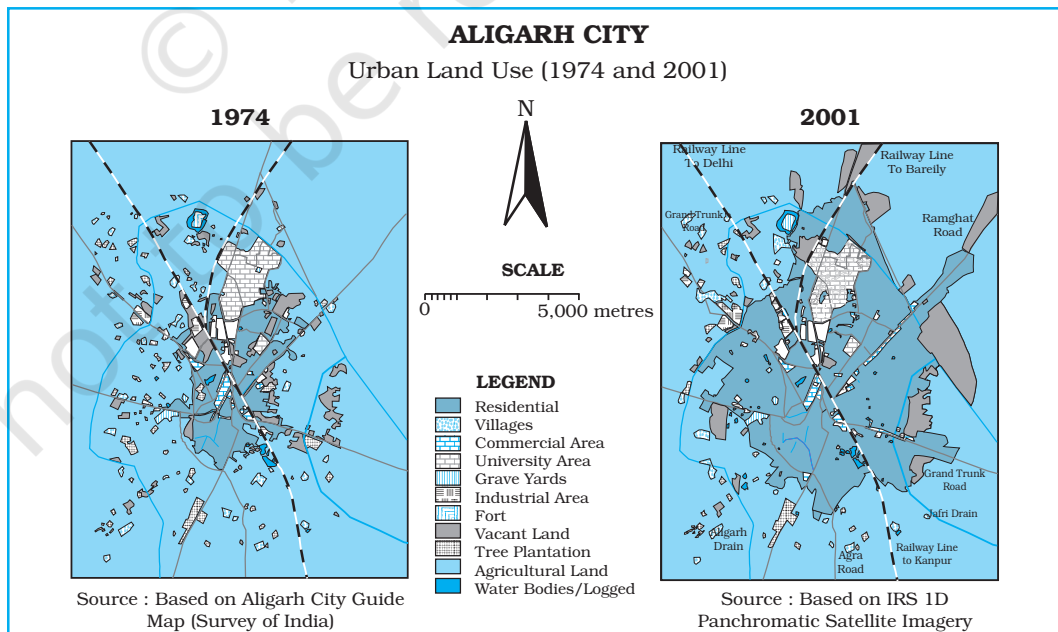 ALIGARH CITY
Urban Land Use (1974 and 2001)
1974
N
2001
Railway Line
To Delhi
Railway Line
To Bareily
Grand Trunk
Road
Ramghat
Road
SCALE
0
5,000 metres
LEGEND
Residential
Villages
Commercial Area
University Area
Grave Yards
Industrial Area
Fort
Vacant Land
Tree Plantation
Agricultural Land
Water Bodies/Logged
Grand Trunk
Road
Jafri Drain
Aligarh
Drain
Agra
Road
Railway Line
to Kanpur
Source : Based on Aligarh City Guide
Map (Survey of India)
Source : Based on IRS 1D
Panchromatic Satellite Imagery
©
not to be r